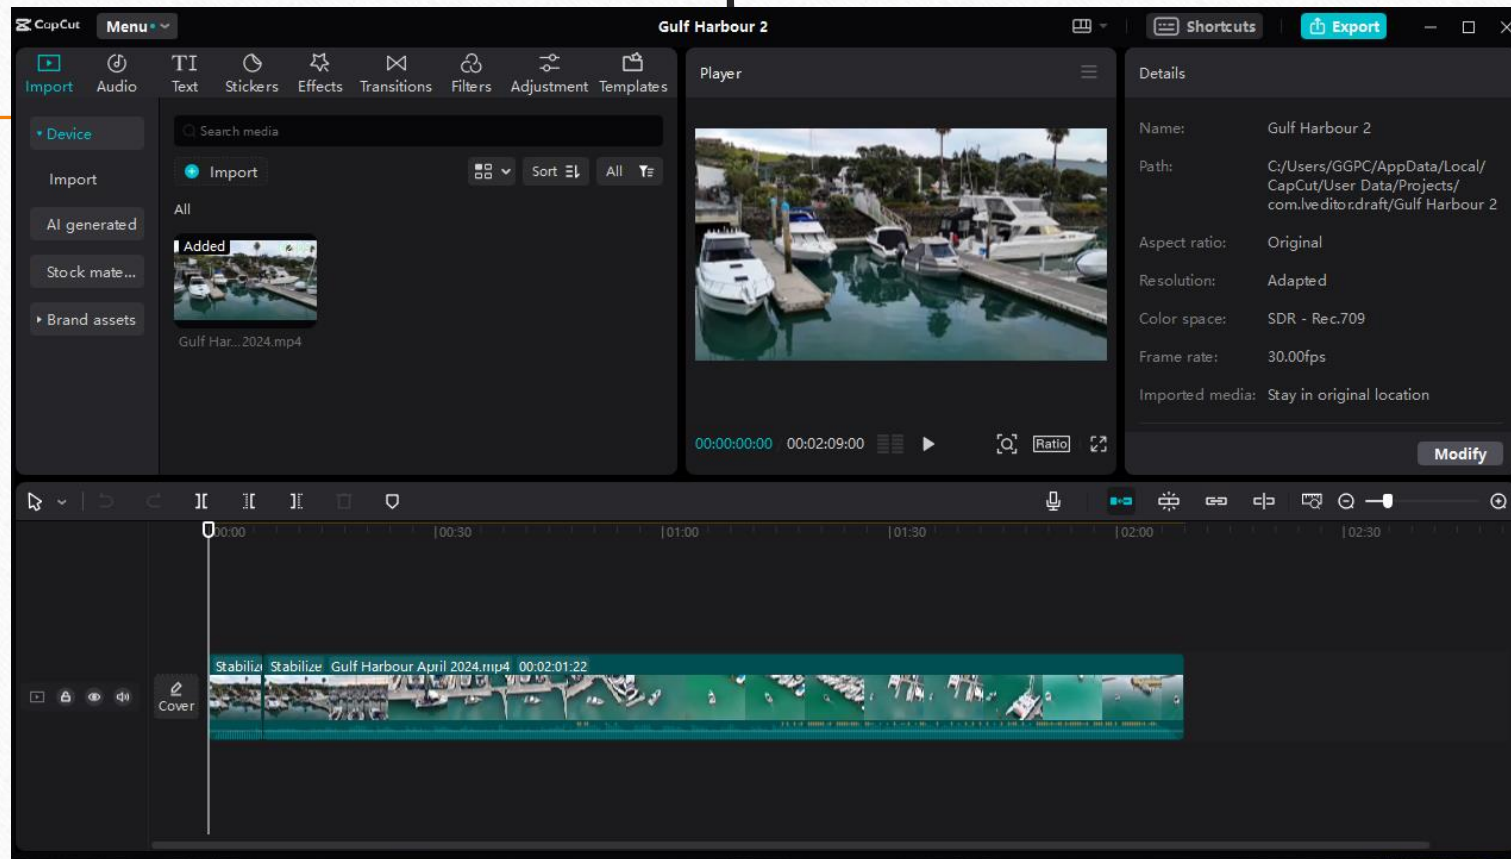 CapCut Menu Gulf Harbour 2 Shortcuts Export
Import Audio TI Text Stickers Effects Transitions Filters Adjustment Templates
Device
Import
AI generated
Stock mate...
Brand assets
Search media
Import Sort All
All
Added
Gulf Har...2024.mp4
Player
00:00:00:00 00:02:09:00 Ratio
Details
Name: Gulf Harbour 2
Path: C:/Users/GGPC/AppData/Local/
CapCut/User Data/Projects/
com.lveditor.draft/Gulf Harbour 2
Aspect ratio: Original
Resolution: Adapted
Color space: SDR - Rec.709
Frame rate: 30.00fps
Imported media: Stay in original location
Modify
00:00 00:30 01:00 01:30 02:00 02:30
Stabilize Gulf Harbour April 2024.mp4 00:02:01:22
Cover